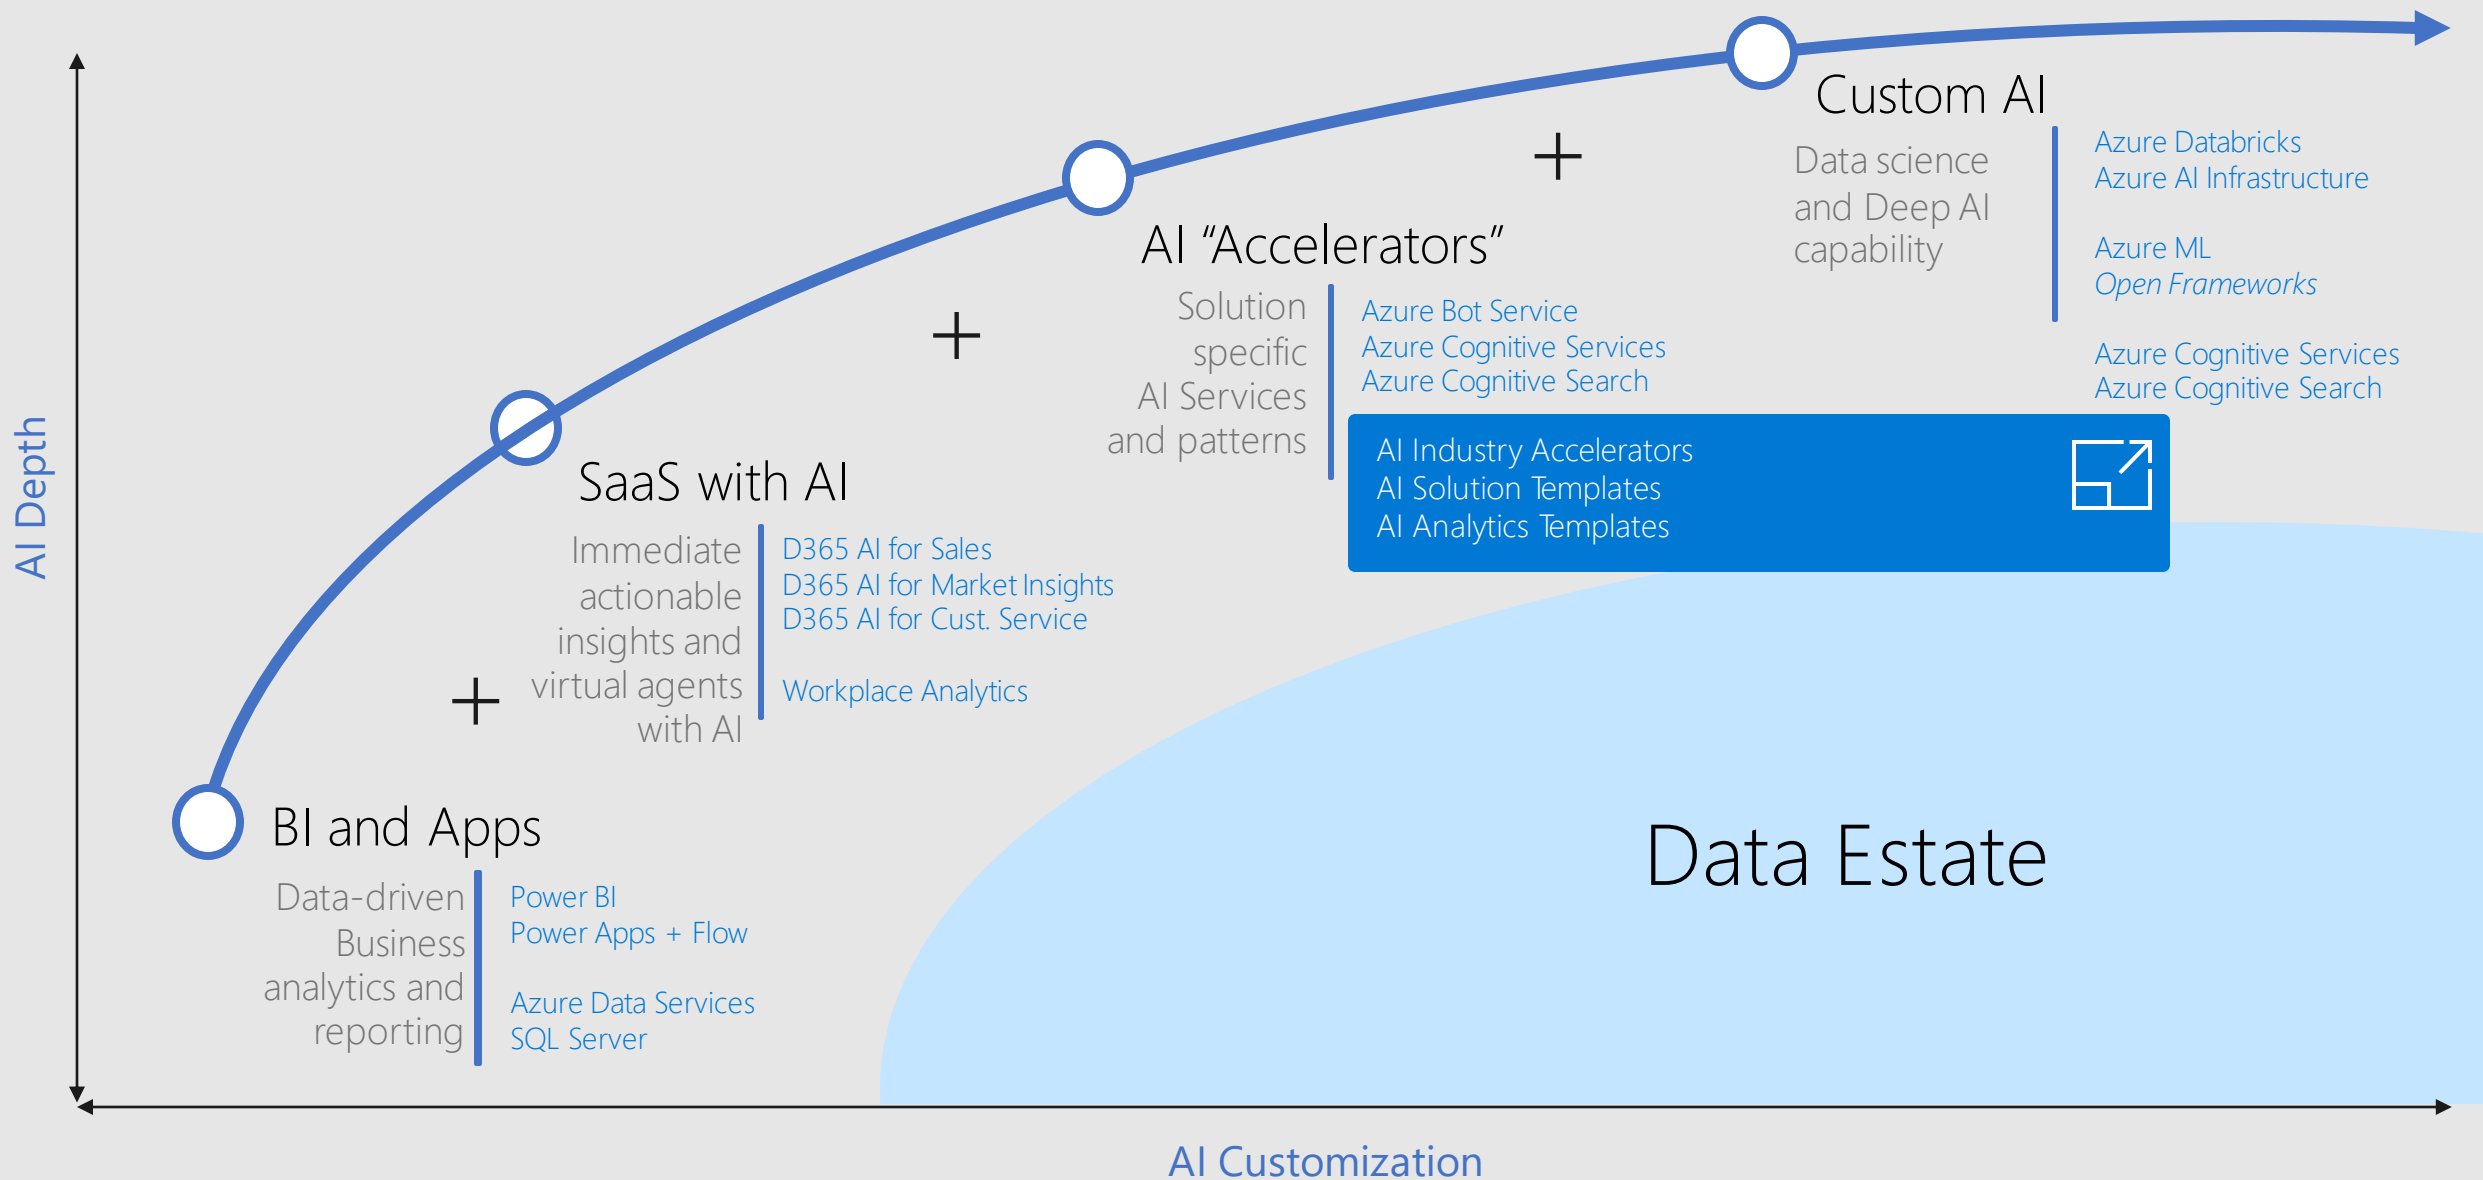 Custom AI
Data science
and Deep AI
capability
Azure Databricks
Azure AI Infrastructure
Azure ML
Open Frameworks
Azure Cognitive Services
Azure Cognitive Search
AI “Accelerators”
Solution
specific
AI Services
and patterns
Azure Bot Service
Azure Cognitive Services
Azure Cognitive Search
AI Industry Accelerators
AI Solution Templates
AI Analytics Templates
SaaS with AI
Immediate
actionable
insights and
virtual agents
with AI
D365 AI for Sales
D365 AI for Market Insights
D365 AI for Cust. Service
Workplace Analytics
BI and Apps
Data-driven
Business
analytics and
reporting
Power BI
Power Apps + Flow
Azure Data Services
SQL Server
Data Estate
AI Depth
AI Customization